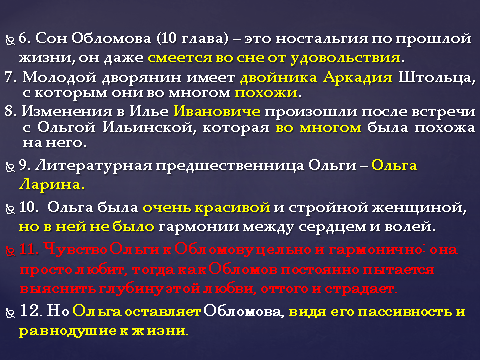 6. Сон Обломова (10 глава) – это ностальгия по прошлой
жизни, он даже смеется во сне от удовольствия.
7. Молодой дворянин имеет двойника Аркадия Штольца,
с которым они во многом похожи.
8. Изменения в Илье Ивановиче произошли после встречи
с Ольгой Ильинской, которая во многом была похожа
на него.
9. Литературная предшественница Ольги – Ольга
Ларина.
10. Ольга была очень красивой и стройной женщиной,
но в ней не было гармонии между сердцем и волей.
11. Чувство Ольги к Обломову цельно и гармонично: она
просто любит, тогда как Обломов постоянно пытается
выяснить глубину этой любви, оттого и страдает.
12. Но Ольга оставляет Обломова, видя его пассивность и
равнодушие к жизни.